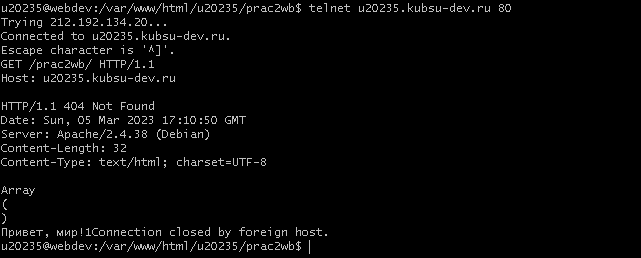 u20235@webdev:/var/www/html/u20235/prac2wb$ telnet u20235.kubsu-dev.ru 80
Trying 212.192.134.20...
Connected to u20235.kubsu-dev.ru.
Escape character is '^]'.
GET /prac2wb/ HTTP/1.1
Host: u20235.kubsu-dev.ru

HTTP/1.1 404 Not Found
Date: Sun, 05 Mar 2023 17:10:50 GMT
Server: Apache/2.4.38 (Debian)
Content-Length: 32
Content-Type: text/html; charset=UTF-8

Array
(
)
Привет, мир!1Connection closed by foreign host.
u20235@webdev:/var/www/html/u20235/prac2wb$